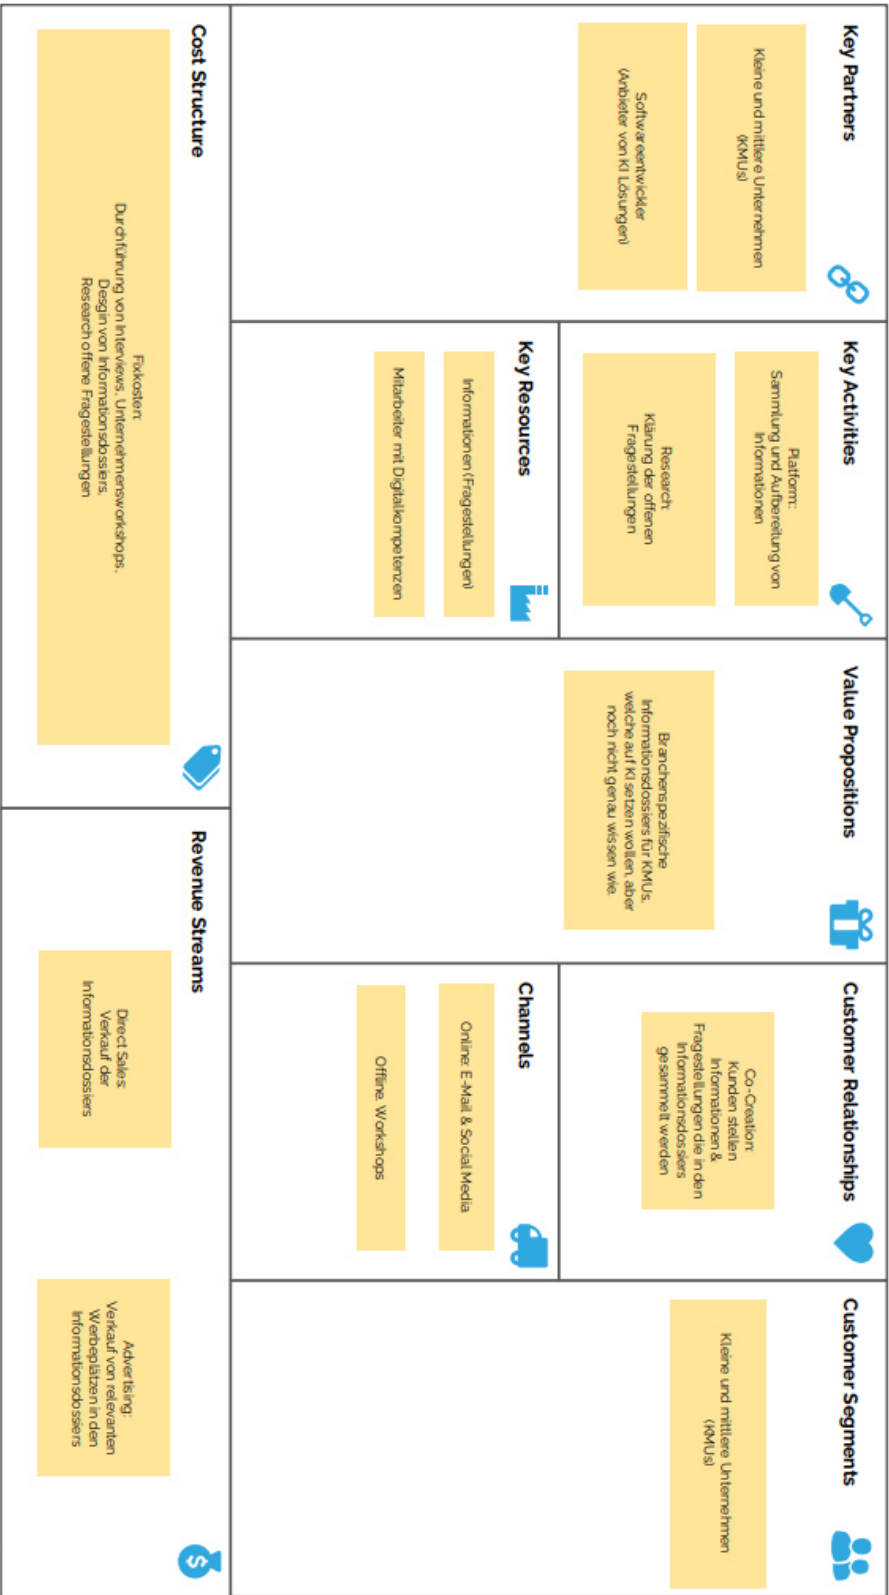 Key Partners
Kleine und mittlere Unternehmen
(KMUs)
Softwareentwickler
(Anbieter von KI Lösungen)
Key Activities
Platform:
Sammlung und Aufbereitung von
Informationen
Research:
Klärung der offenen
Fragestellungen
Key Resources
Informationen (Fragestellungen)
Mitarbeiter mit Digitalkompetenzen
Value Propositions
Branchenspezifische
Informationsdossiers für KMUs,
welche auf KI setzen wollen, aber
noch nicht genau wissen wie.
Customer Relationships
Co-Creation:
Kunden stellen
Informationen &
Fragestellungen die in den
Informationsdossiers
gesammelt werden
Channels
Online: E-Mail & Social Media
Offline: Workshops
Customer Segments
Kleine und mittlere Unternehmen
(KMUs)
Cost Structure
Fixkosten:
Durchführung von Interviews, Unternehmensworkshops,
Desgin von Informationsdossiers,
Research offene Fragestellungen
Revenue Streams
Direct Sales:
Verkauf der
Informationsdossiers
Advertising:
Verkauf von relevanten
Werbeplätzen in den
Informationsdossiers
$